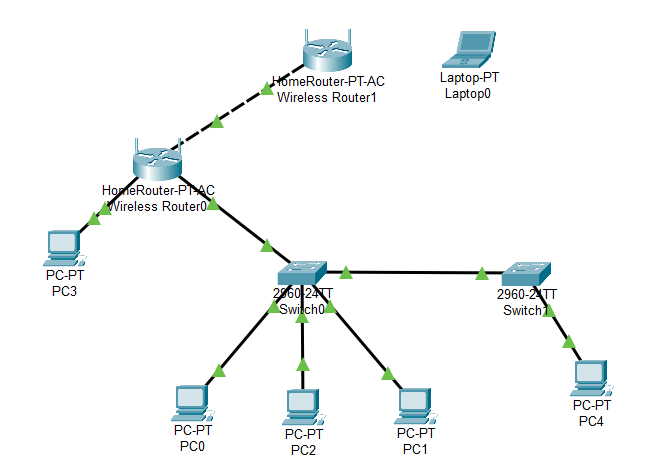 HomeRouter-PT-AC
Wireless Router1
Laptop-PT
Laptop0
HomeRouter-PT-AC
Wireless Router0
PC-PT
PC3
2960-24TT
Switch0
2960-24TT
Switch1
PC-PT
PC0
PC-PT
PC2
PC-PT
PC1
PC-PT
PC4